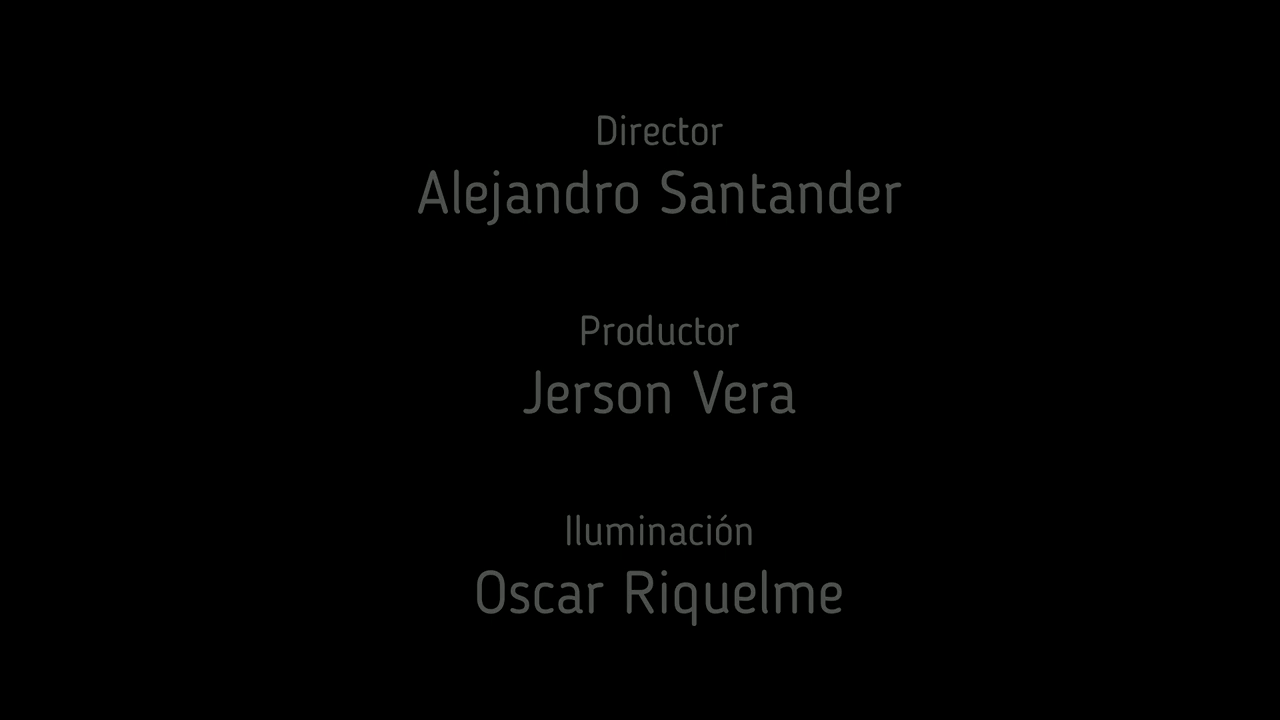 Director
Alejandro Santander
Productor
Jerson Vera
Iluminación
Oscar Riquelme